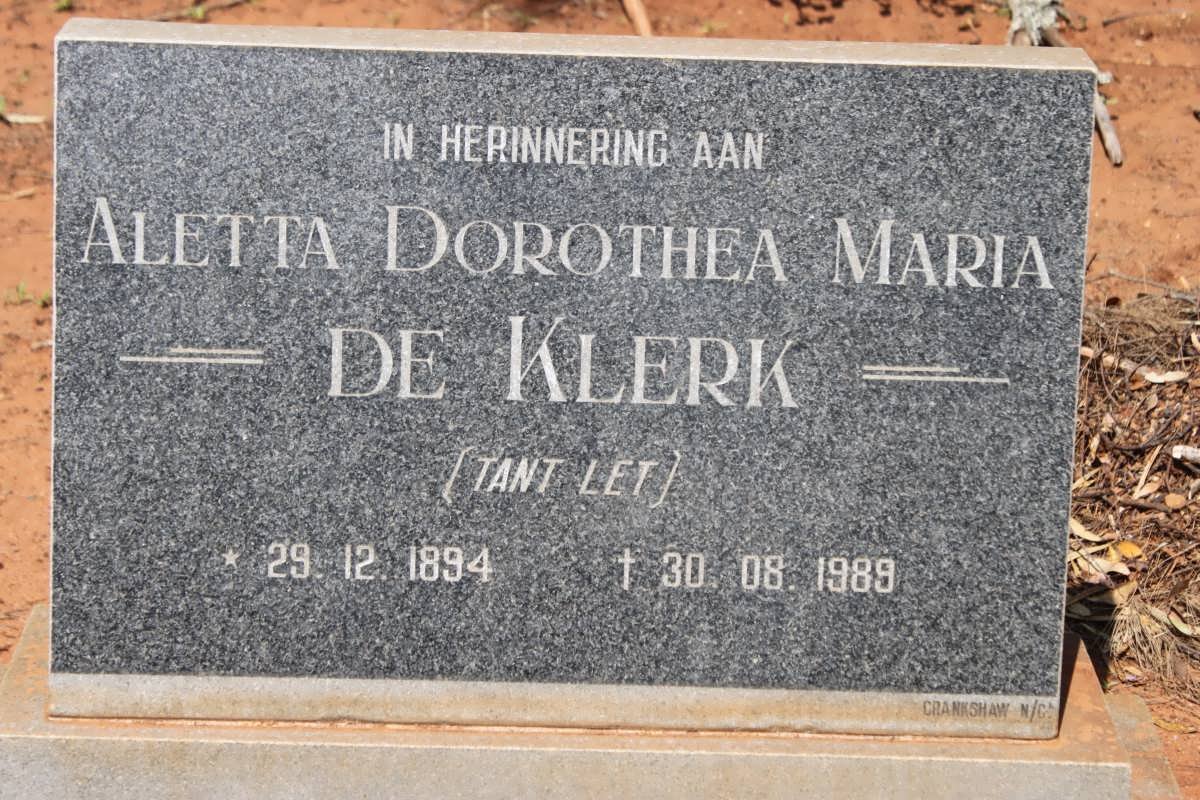 IN HERINNERING AAN
ALETTA DOROTHEA MARIA
DE KLERK
(TANT LET)
* 29. 12. 1894 † 30. 08. 1989
CRANKSHAW